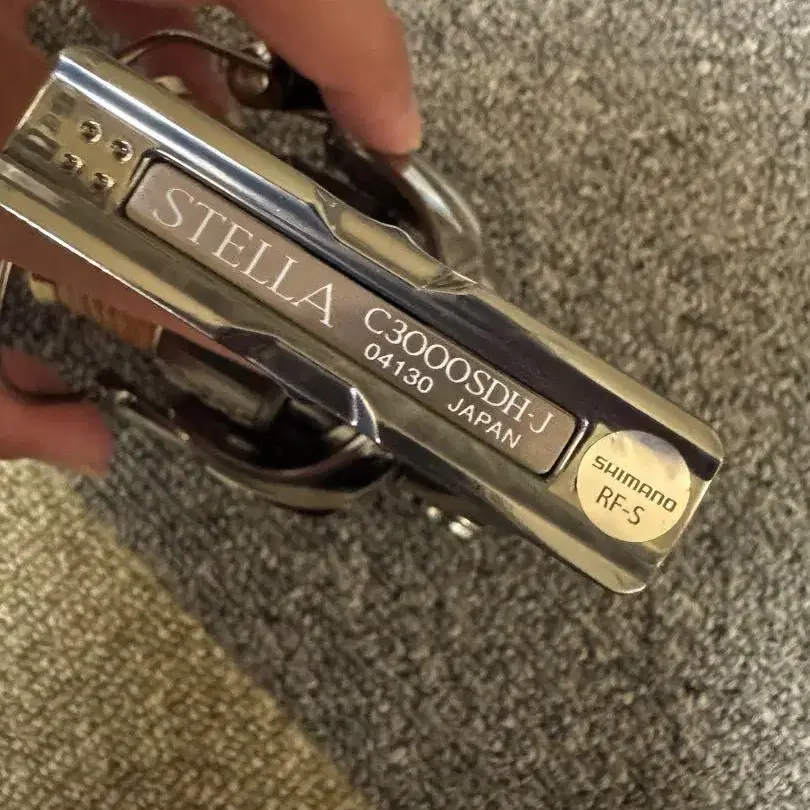 STELLA
C3000SDH-J
04130 JAPAN
SHIMANO
RF-S